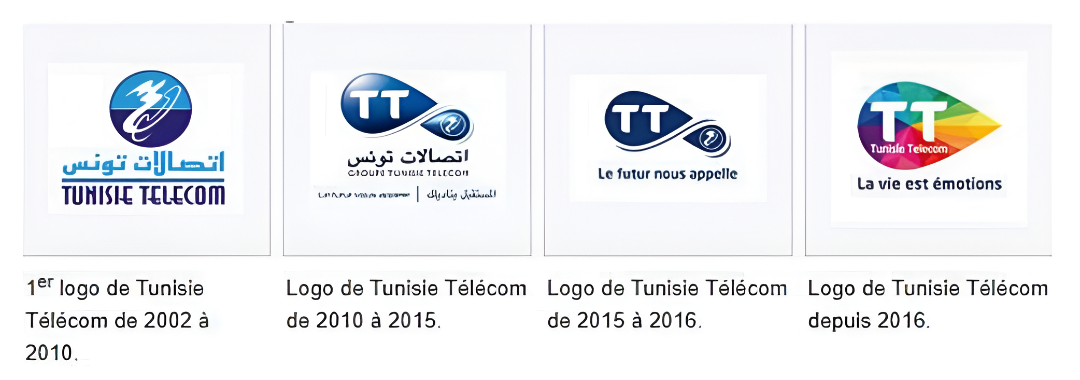 اتصالات تونس
TUNISIE TELECOM
1er logo de Tunisie
Télécom de 2002 à
2010.
TT
اتصالات تونس
GROUPE TUNISIE TELECOM
المستقبل يناديك
Logo de Tunisie Télécom
de 2010 à 2015.
TT
Le futur nous appelle
Logo de Tunisie Télécom
de 2015 à 2016.
TT
Tunisie Telecom
La vie est émotions
Logo de Tunisie Télécom
depuis 2016.